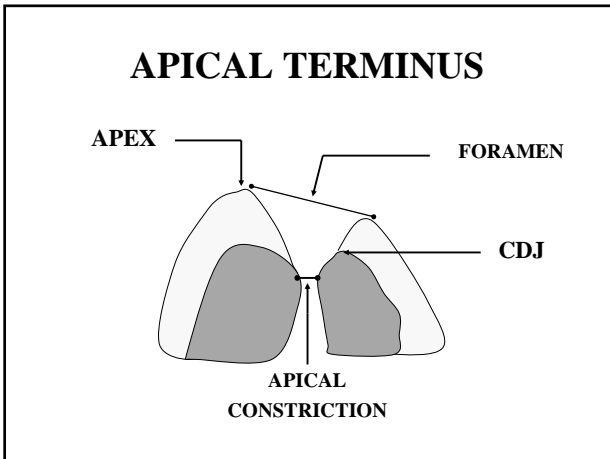 APICAL TERMINUS
APEX
FORAMEN
CDJ
APICAL
CONSTRICTION